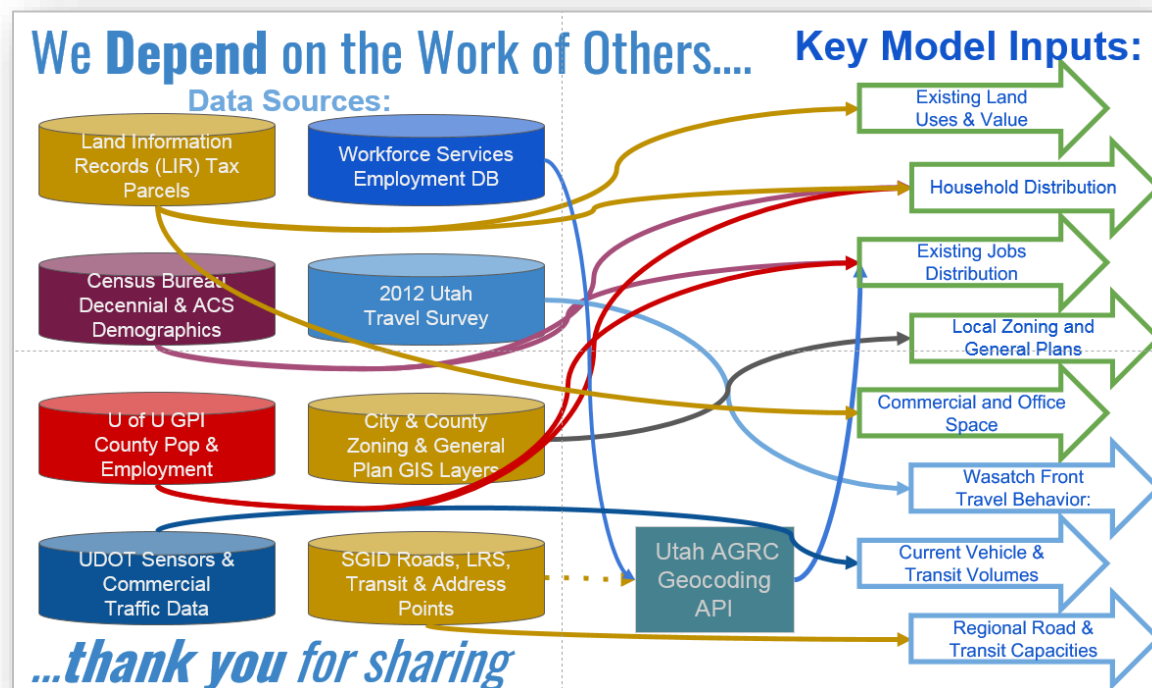 We Depend on the Work of Others....
Key Model Inputs:
Data Sources:
Land Information
Records (LIR) Tax
Parcels
Workforce Services
Employment DB
Census Bureau
Decennial & ACS
Demographics
2012 Utah
Travel Survey
U of U GPI
County Pop &
Employment
City & County
Zoning & General
Plan GIS Layers
UDOT Sensors &
Commercial
Traffic Data
SGID Roads, LRS,
Transit & Address
Points
Utah AGRC
Geocoding
API
Existing Land
Uses & Value
Household Distribution
Existing Jobs
Distribution
Local Zoning and
General Plans
Commercial and Office
Space
Wasatch Front
Travel Behavior:
Current Vehicle &
Transit Volumes
Regional Road &
Transit Capacities
...thank you for sharing